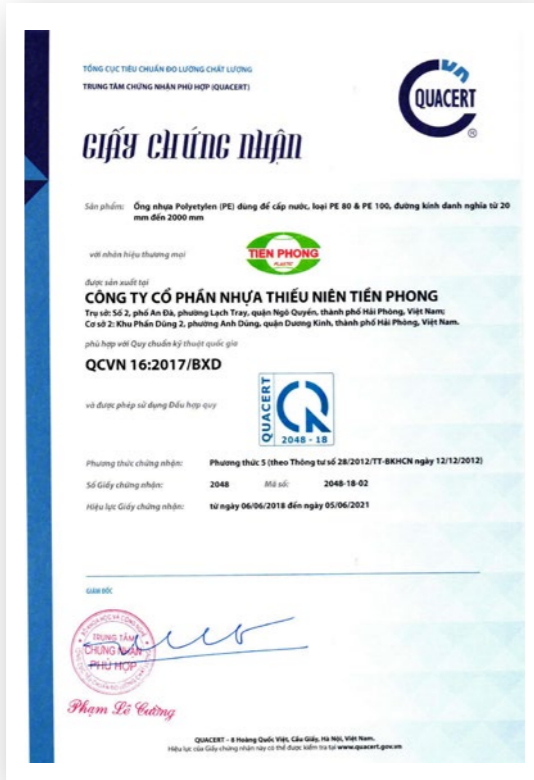 TỔNG CỤC TIÊU CHUẨN ĐO LƯỜNG CHẤT LƯỢNG
TRUNG TÂM CHỨNG NHẬN PHÙ HỢP (QUACERT)
QUACERT
®
GIẤY CHỨNG NHẬN
Sản phẩm: Ống nhựa Polyetylen (PE) dùng để cấp nước, loại PE 80 & PE 100, đường kính danh nghĩa từ 20
mm đến 2000 mm
với nhãn hiệu thương mại
TIEN PHONG
PLASTIC
được sản xuất tại
CÔNG TY CỔ PHẦN NHỰA THIẾU NIÊN TIỀN PHONG
Trụ sở: Số 2, phố An Đà, phường Lạch Tray, quận Ngô Quyền, thành phố Hải Phòng, Việt Nam;
Cơ sở 2: Khu Phấn Dũng 2, phường Anh Dũng, quận Dương Kinh, thành phố Hải Phòng, Việt Nam.
phù hợp với Quy chuẩn kỹ thuật quốc gia
QCVN 16:2017/BXD
và được phép sử dụng Dấu hợp quy
QUACERT
2048 - 18
Phương thức chứng nhận: Phương thức 5 (theo Thông tư số 28/2012/TT-BKHCN ngày 12/12/2012)
Số Giấy chứng nhận: 2048 Mã số: 2048-18-02
Hiệu lực Giấy chứng nhận: từ ngày 06/06/2018 đến ngày 05/06/2021
GIÁM ĐỐC
TRUNG TÂM
CHỨNG NHẬN
PHÙ HỢP
Phạm Lê Cường
QUACERT – 8 Hoàng Quốc Việt, Cầu Giấy, Hà Nội, Việt Nam.
Hiệu lực của Giấy chứng nhận này có thể được kiểm tra tại www.quacert.gov.vn